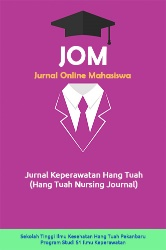 JOM
Jurnal Online Mahasiswa
Jurnal Keperawatan Hang Tuah
(Hang Tuah Nursing Journal)
Sekolah Tinggi Ilmu Kesehatan Hang Tuah Pekanbaru
Program Studi S1 Ilmu Keperawatan